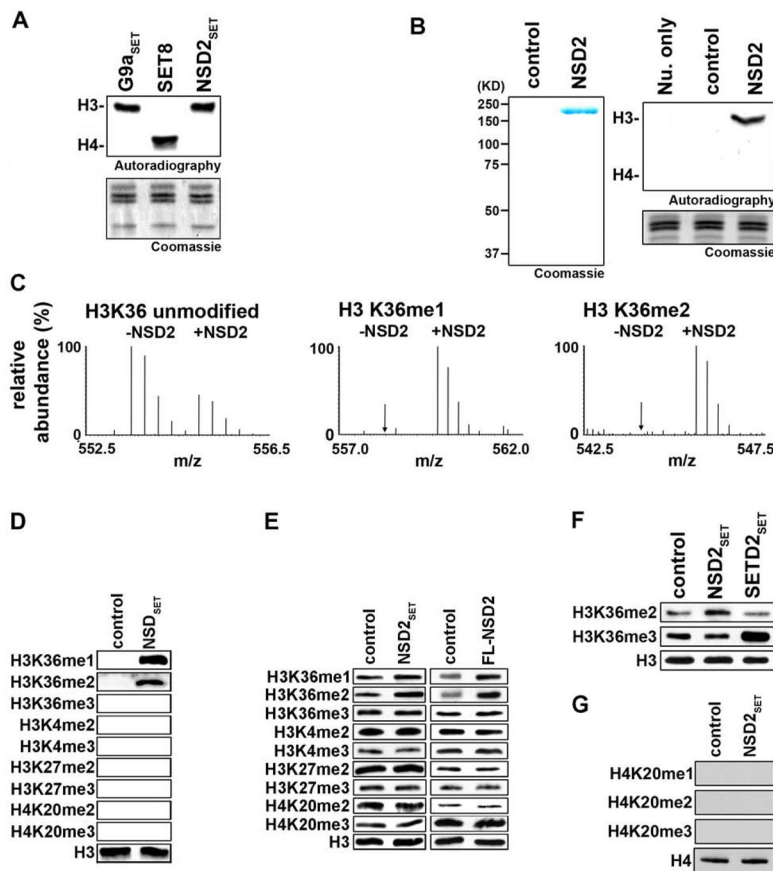 A
G9aSET
SET8
NSD2SET
H3-
H4-
Autoradiography
Coomassie
B
control
NSD2
(KD)
250
150
100
75
50
37
Coomassie
Nu. only
control
NSD2
H3-
H4-
Autoradiography
Coomassie
C
H3K36 unmodified
-NSD2 +NSD2
relative
abundance (%)
100
0
552.5 556.5
m/z
H3 K36me1
-NSD2 +NSD2
100
0
557.0 562.0
m/z
H3 K36me2
-NSD2 +NSD2
100
0
542.5 547.5
m/z
D
control
NSDSET
H3K36me1
H3K36me2
H3K36me3
H3K4me2
H3K4me3
H3K27me2
H3K27me3
H4K20me2
H4K20me3
H3
E
control
NSD2SET
control
FL-NSD2
H3K36me1
H3K36me2
H3K36me3
H3K4me2
H3K4me3
H3K27me2
H3K27me3
H4K20me2
H4K20me3
H3
F
control
NSD2SET
SETD2SET
H3K36me2
H3K36me3
H3
G
control
NSD2SET
H4K20me1
H4K20me2
H4K20me3
H4